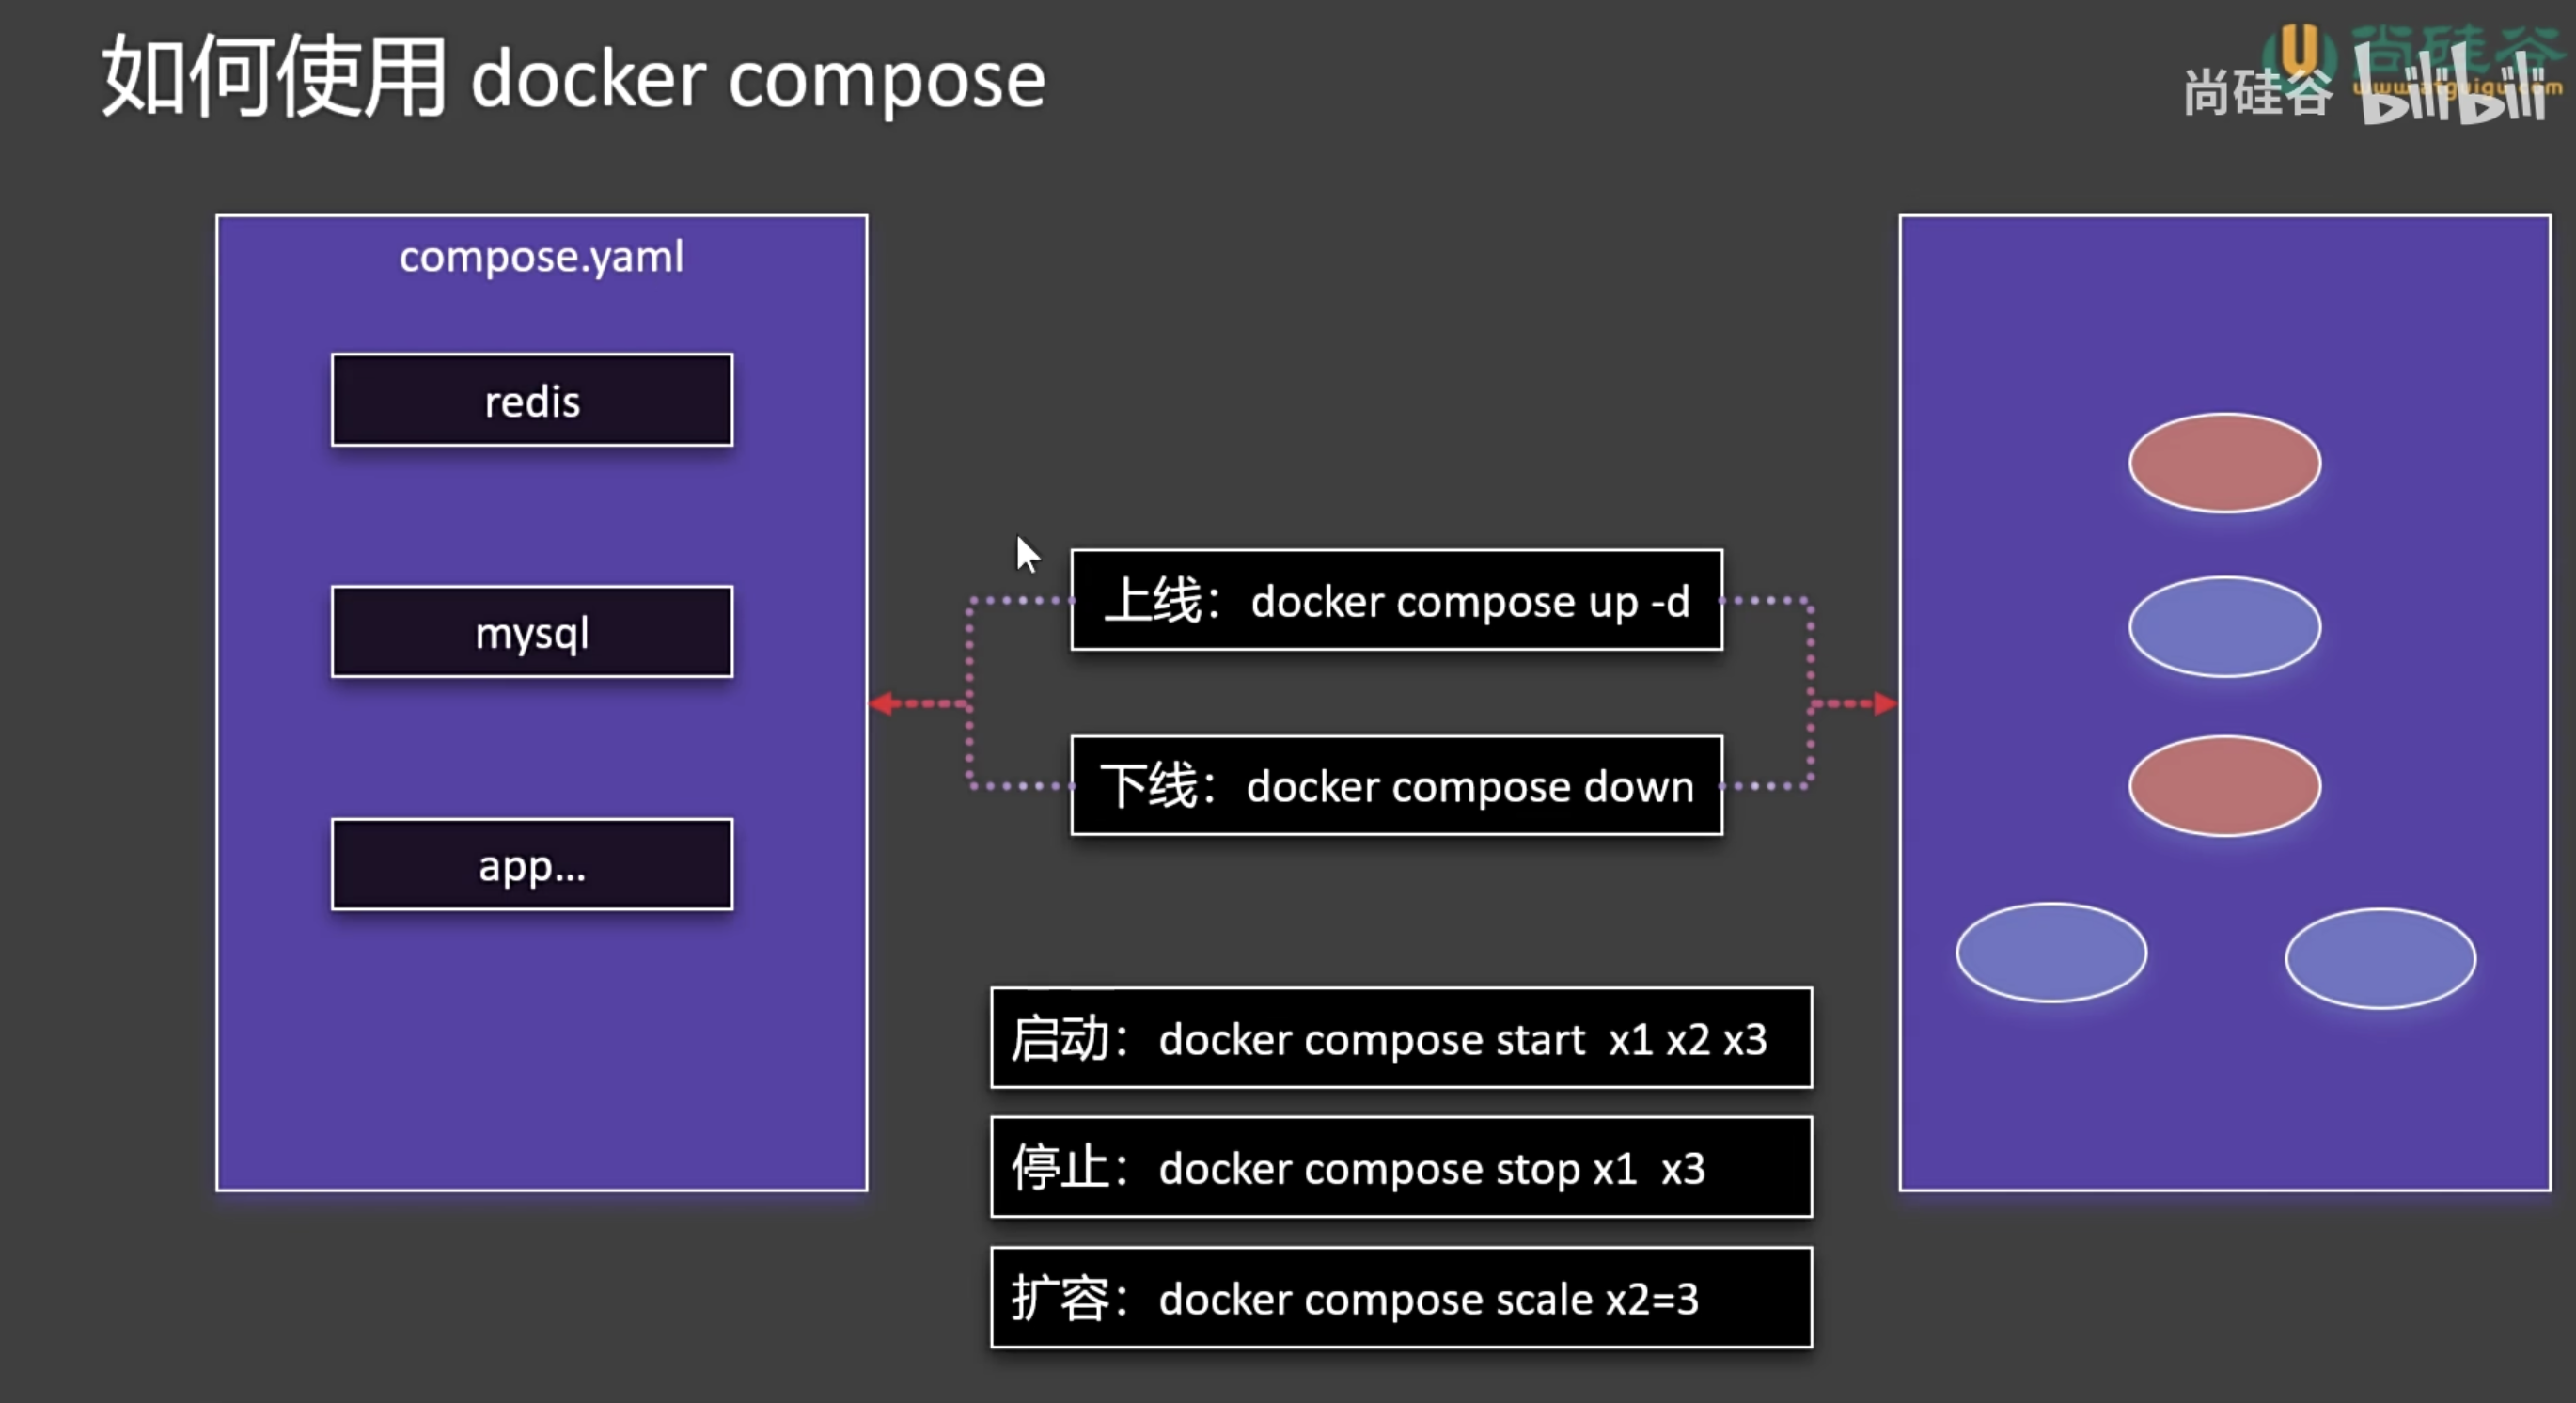 如何使用 docker compose
尚硅谷
尚硅谷 bilibili
www.atguigu.com
compose.yaml
redis
mysql
app...
上线：docker compose up -d
下线：docker compose down
启动：docker compose start  x1 x2 x3
停止：docker compose stop x1  x3
扩容：docker compose scale x2=3